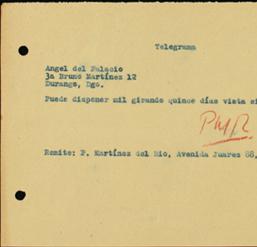 Telegrama
Angel del Palacio
3a Bruno Martínez 12
Durango, Dgo.
Puede disponer mil girando quince días vista
PMR
Remite: P. Martínez del Río, Avenida Juares 88,